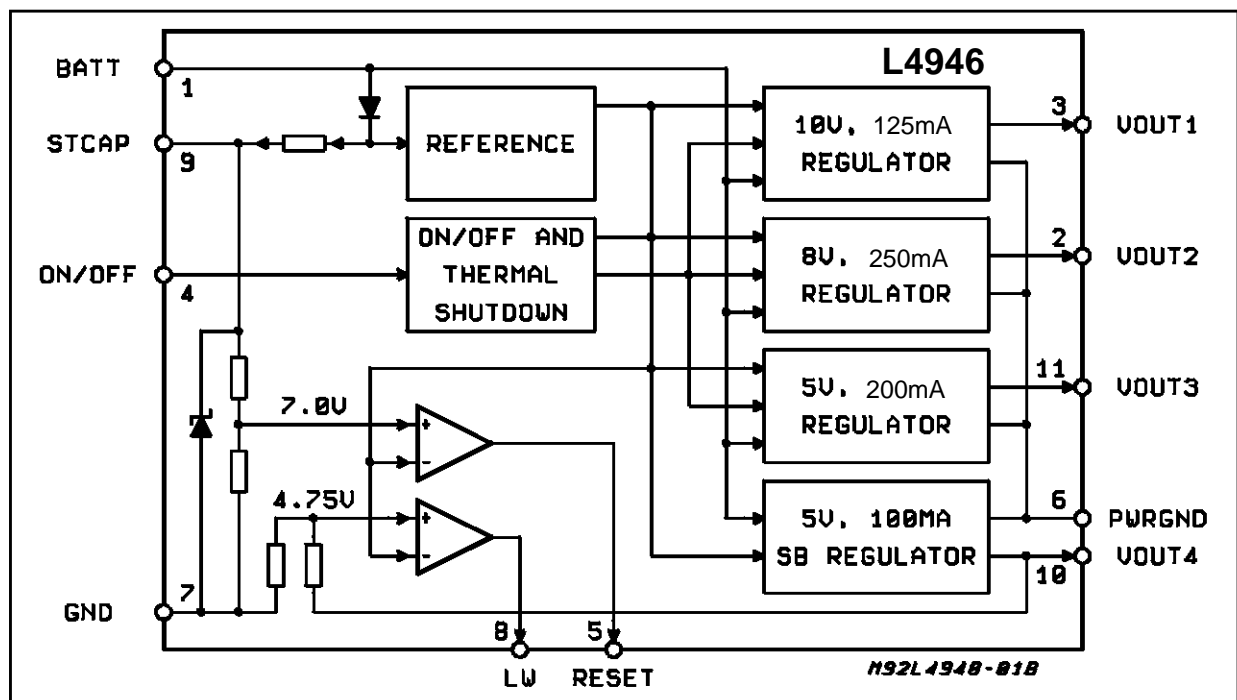 L4946
BATT
1
STCAP
9
ON/OFF
4
REFERENCE
ON/OFF AND
THERMAL
SHUTDOWN
10V, 125mA
REGULATOR
3
VOUT1
8V, 250mA
REGULATOR
2
VOUT2
5V, 200mA
REGULATOR
11
VOUT3
5V, 100MA
SB REGULATOR
6
PWRGND
10
VOUT4
7.0V
+
-
4.75V
+
-
7
GND
8
5
LW
RESET
M92L4948-01B